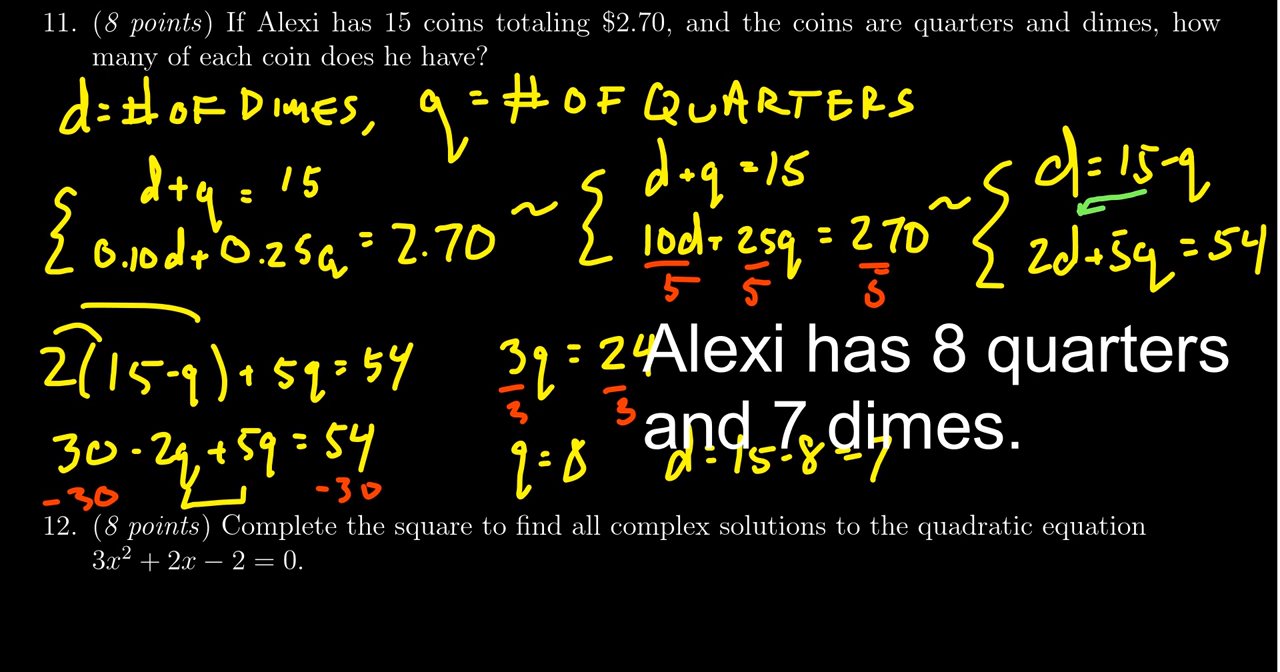 11. (8 points) If Alexi has 15 coins totaling $2.70, and the coins are quarters and dimes, how
many of each coin does he have?
d = # OF DIMES, q = # OF QUARTERS
{ d+q = 15 ~ { d+q = 15 ~ { d = 15-q
0.10d + 0.25q = 2.70 10d + 25q = 270 2d+5q = 54
5 5 5
2(15-q) + 5q = 54 3q = 24
3 3
Alexi has 8 quarters
and 7 dimes.
30 - 2q + 5q = 54 q = 8 d = 15-8 = 7
-30 -30
12. (8 points) Complete the square to find all complex solutions to the quadratic equation
3x² + 2x − 2 = 0.